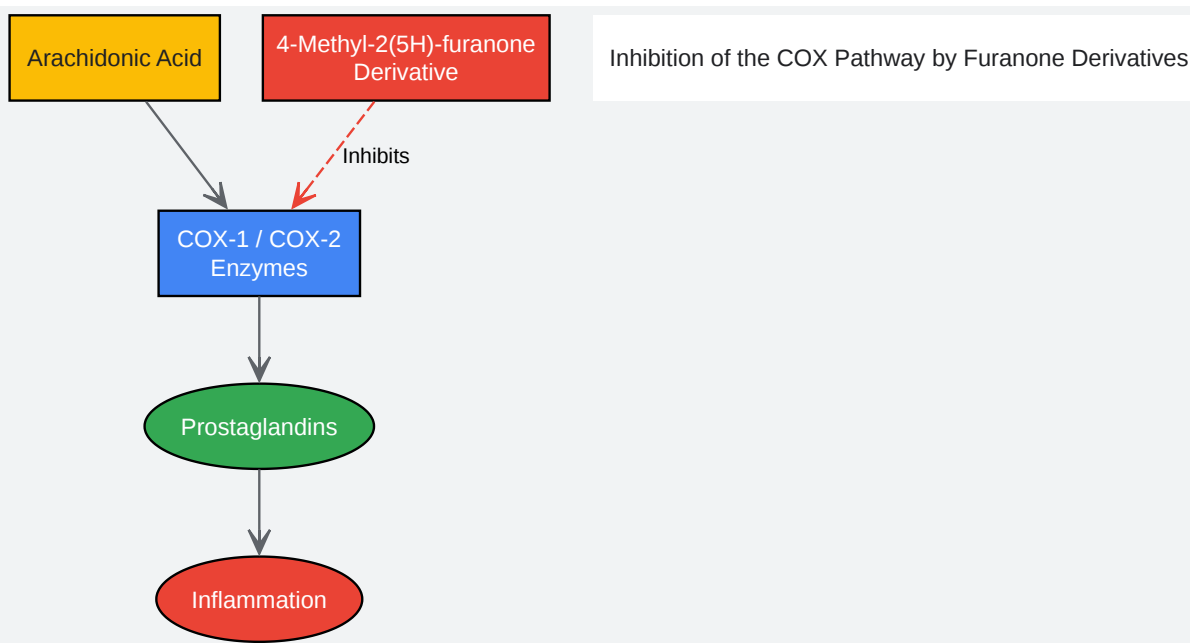 Arachidonic Acid
4-Methyl-2(5H)-furanone
Derivative
Inhibition of the COX Pathway by Furanone Derivatives
Inhibits
COX-1 / COX-2
Enzymes
Prostaglandins
Inflammation